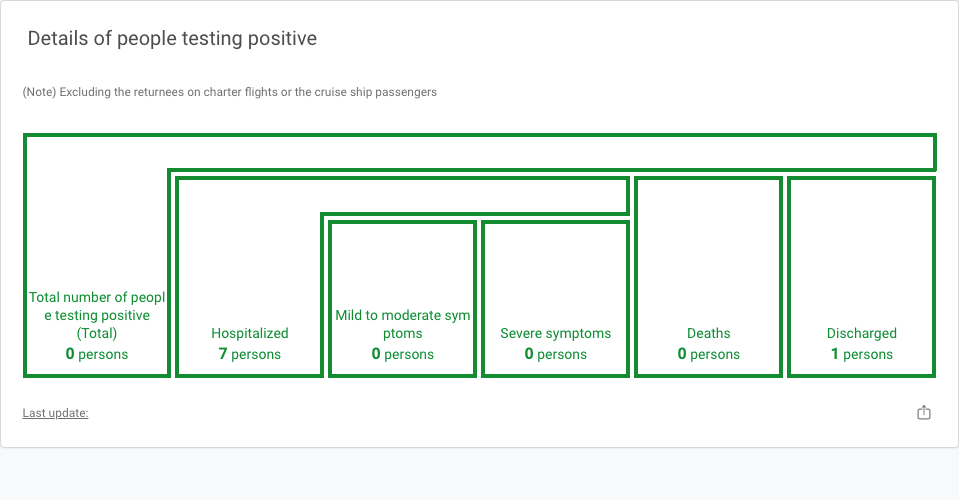 Details of people testing positive
(Note) Excluding the returnees on charter flights or the cruise ship passengers
Total number of peopl
e testing positive
(Total)
0 persons
Hospitalized
7 persons
Mild to moderate sym
ptoms
0 persons
Severe symptoms
0 persons
Deaths
0 persons
Discharged
1 persons
Last update: